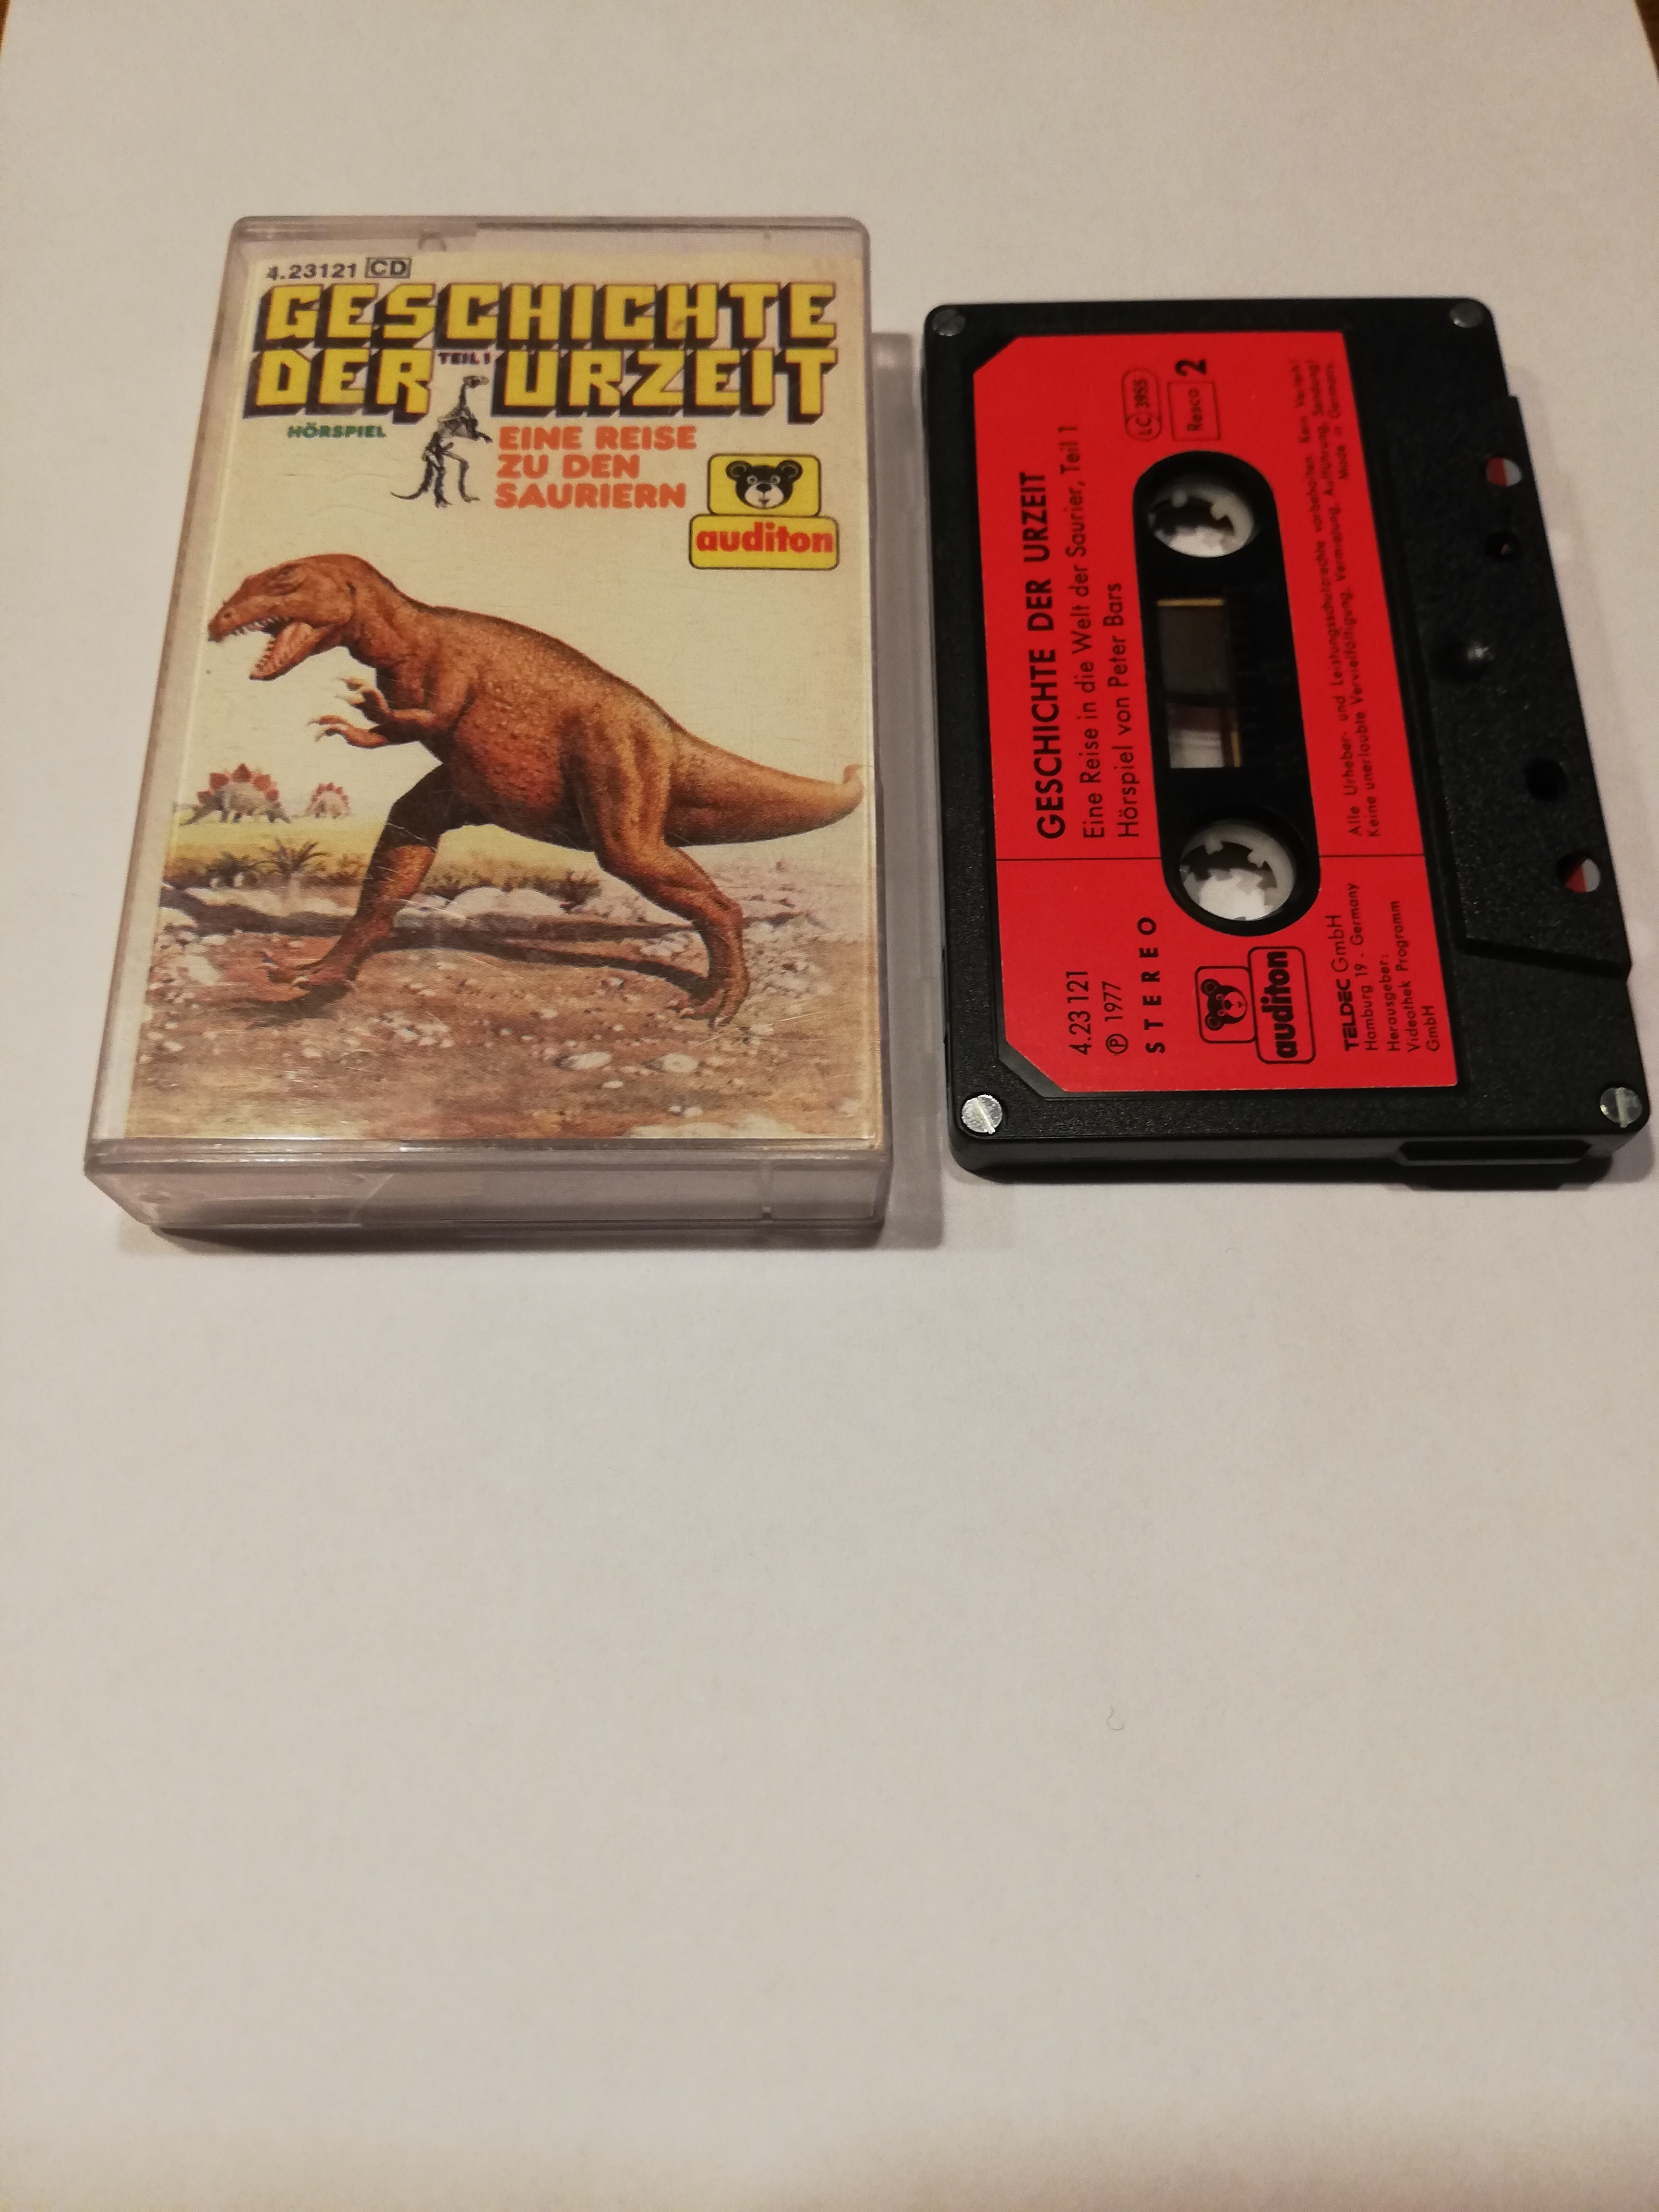 4.23121 CD
GESCHICHTE
DER TEIL 1 URZEIT
HÖRSPIEL
EINE REISE
ZU DEN
SAURIERN
auditon
GESCHICHTE DER URZEIT
Eine Reise in die Welt der Saurier, Teil 1
Hörspiel von Peter Bars
LC 3955
Resco
2
4.23 121
Ⓟ 1977
STEREO
auditon
TELDEC GmbH
Hamburg 19 . Germany
Herausgeber:
Videothek Programm
GmbH
Alle Urheber- und Leistungsschutzrechte vorbehalten. Kein Verleih!
Keine unerlaubte Vervielfältigung, Vermietung, Aufführung, Sendung!
Made in Germany